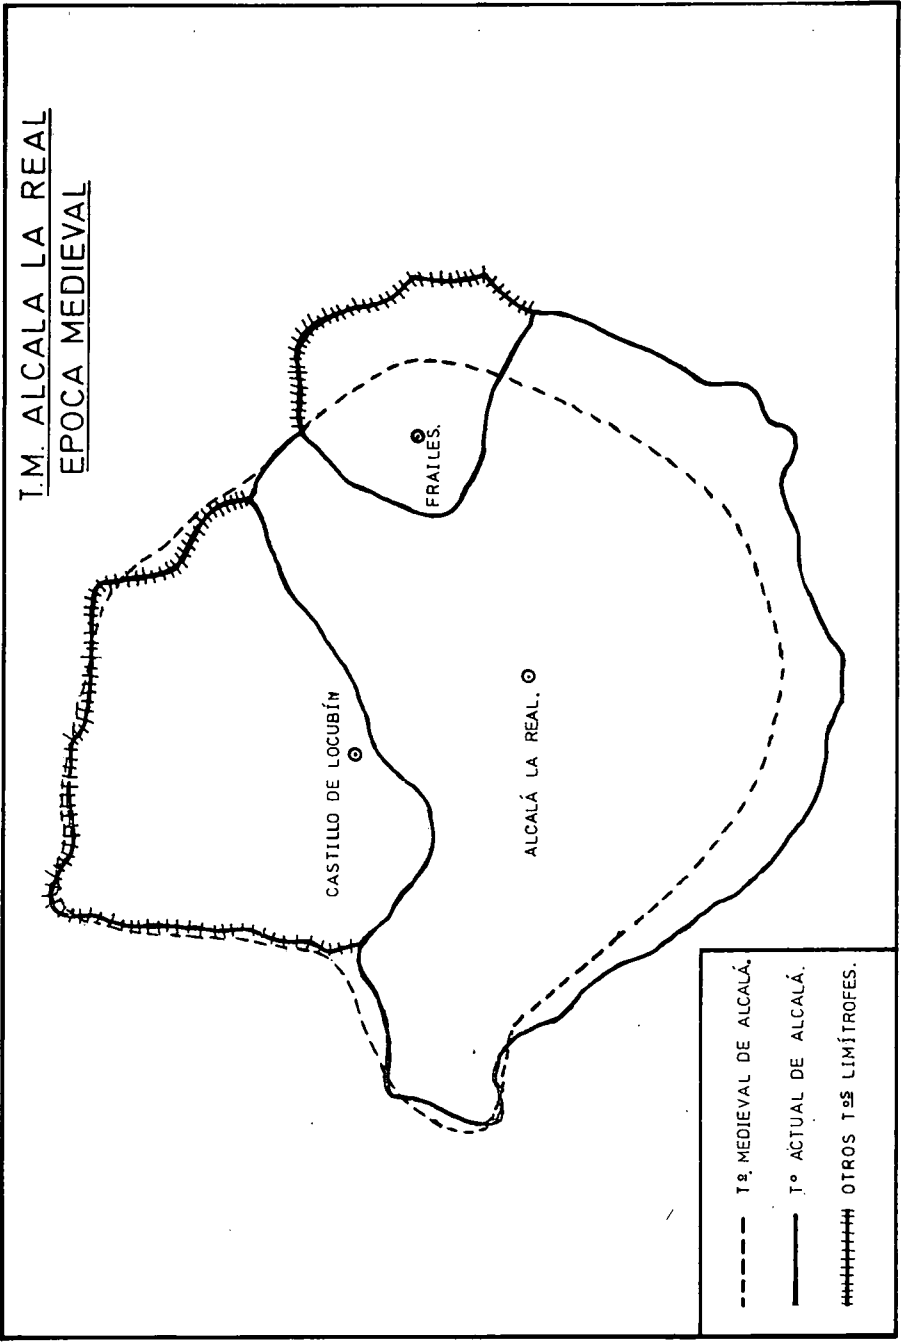 T.M. ALCALA LA REAL
EPOCA MEDIEVAL
FRAILES.
CASTILLO DE LOCUBÍN
ALCALÁ LA REAL.
Tº. MEDIEVAL DE ALCALÁ.
T° ACTUAL DE ALCALÁ.
OTROS Tºs LIMÍTROFES.